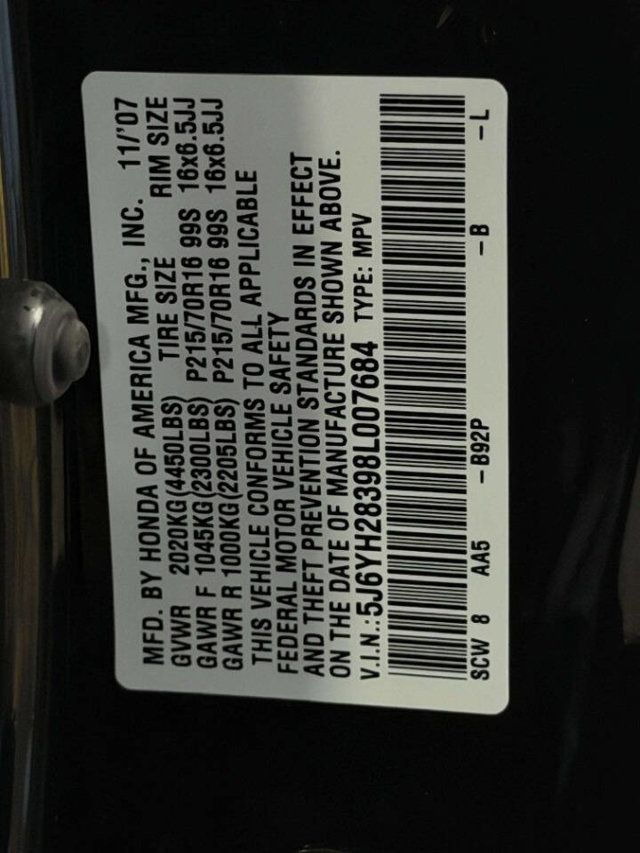 MFD. BY HONDA OF AMERICA MFG., INC. 11/'07
GVWR 2020KG(4450LBS) TIRE SIZE RIM SIZE
GAWR F 1045KG(2300LBS) P215/70R16 99S 16x6.5JJ
GAWR R 1000KG(2205LBS) P215/70R16 99S 16x6.5JJ
THIS VEHICLE CONFORMS TO ALL APPLICABLE
FEDERAL MOTOR VEHICLE SAFETY
AND THEFT PREVENTION STANDARDS IN EFFECT
ON THE DATE OF MANUFACTURE SHOWN ABOVE.
V.I.N.:5J6YH28398L007684 TYPE: MPV
SCW 8 AA5 -B92P -B -L